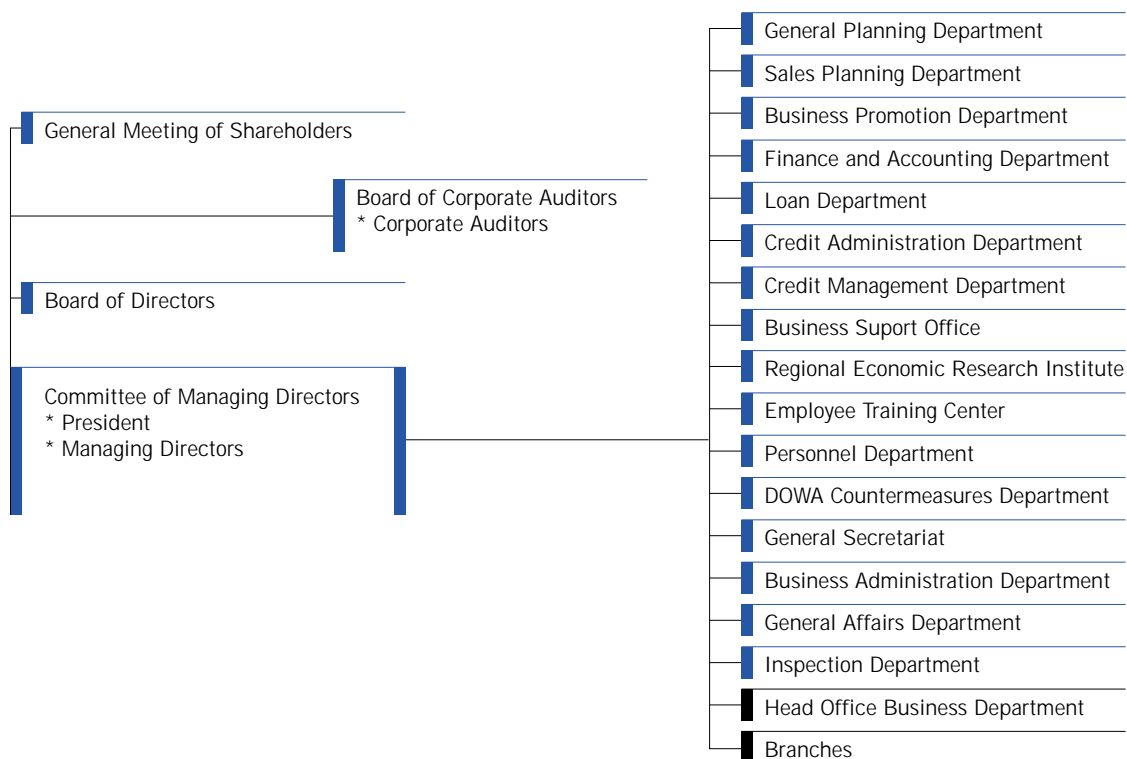 General Meeting of Shareholders
Board of Corporate Auditors
* Corporate Auditors
Board of Directors
Committee of Managing Directors
* President
* Managing Directors
General Planning Department
Sales Planning Department
Business Promotion Department
Finance and Accounting Department
Loan Department
Credit Administration Department
Credit Management Department
Business Suport Office
Regional Economic Research Institute
Employee Training Center
Personnel Department
DOWA Countermeasures Department
General Secretariat
Business Administration Department
General Affairs Department
Inspection Department
Head Office Business Department
Branches